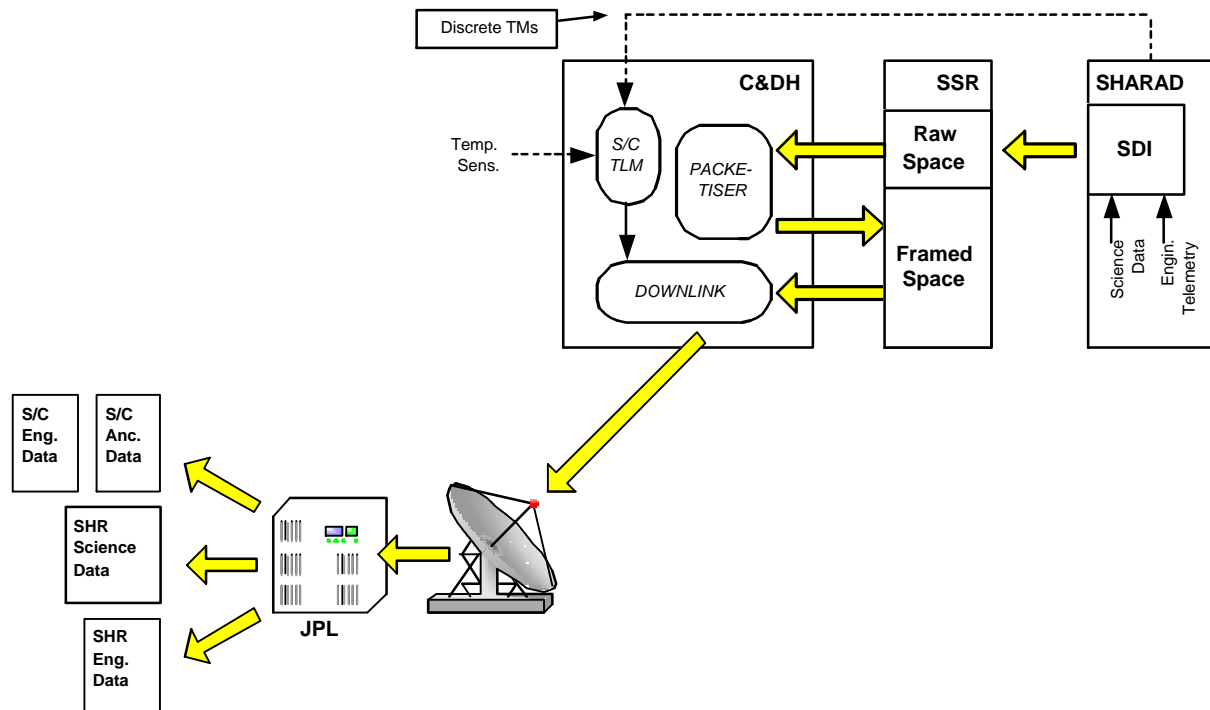 Discrete TMs
C&DH
SSR
SHARAD
S/C
TLM
PACKE-
TISER
Raw
Space
SDI
Temp.
Sens.
Framed
Space
Science
Data
Engin.
Telemetry
DOWNLINK
S/C
Eng.
Data
S/C
Anc.
Data
SHR
Science
Data
JPL
SHR
Eng.
Data